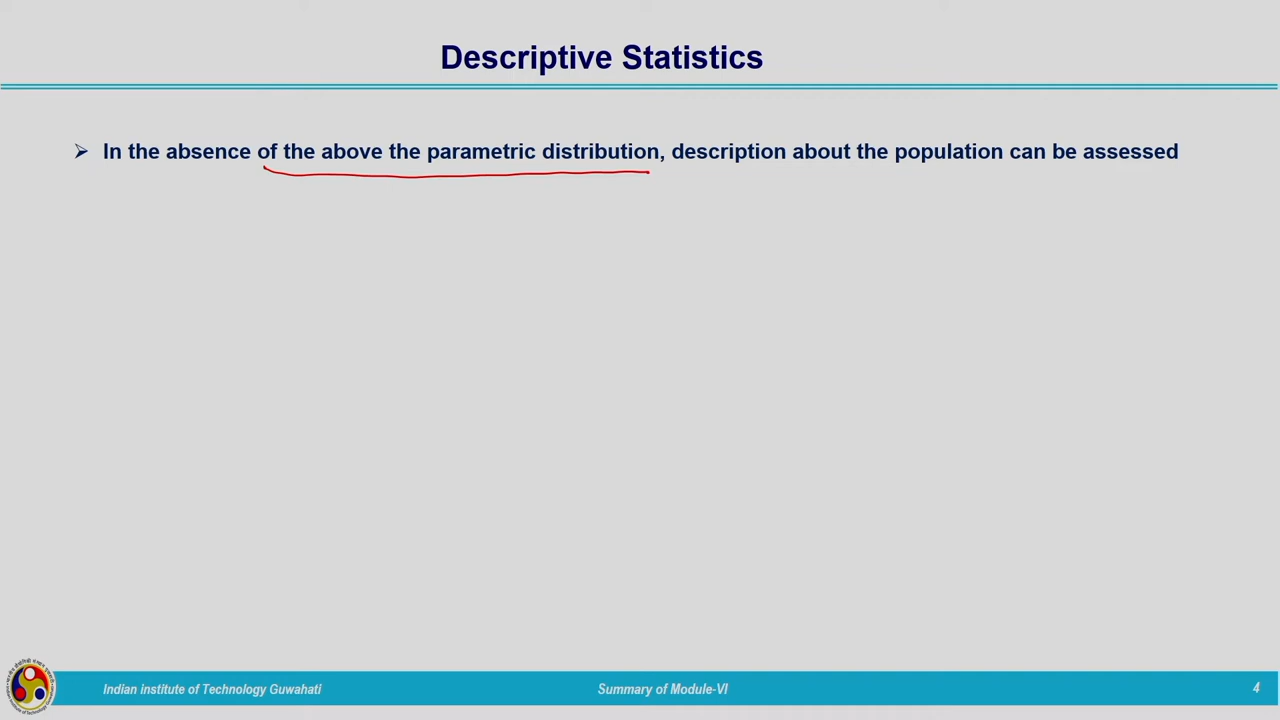 Descriptive Statistics
➢ In the absence of the above the parametric distribution, description about the population can be assessed
Indian institute of Technology Guwahati
Summary of Module-VI
4